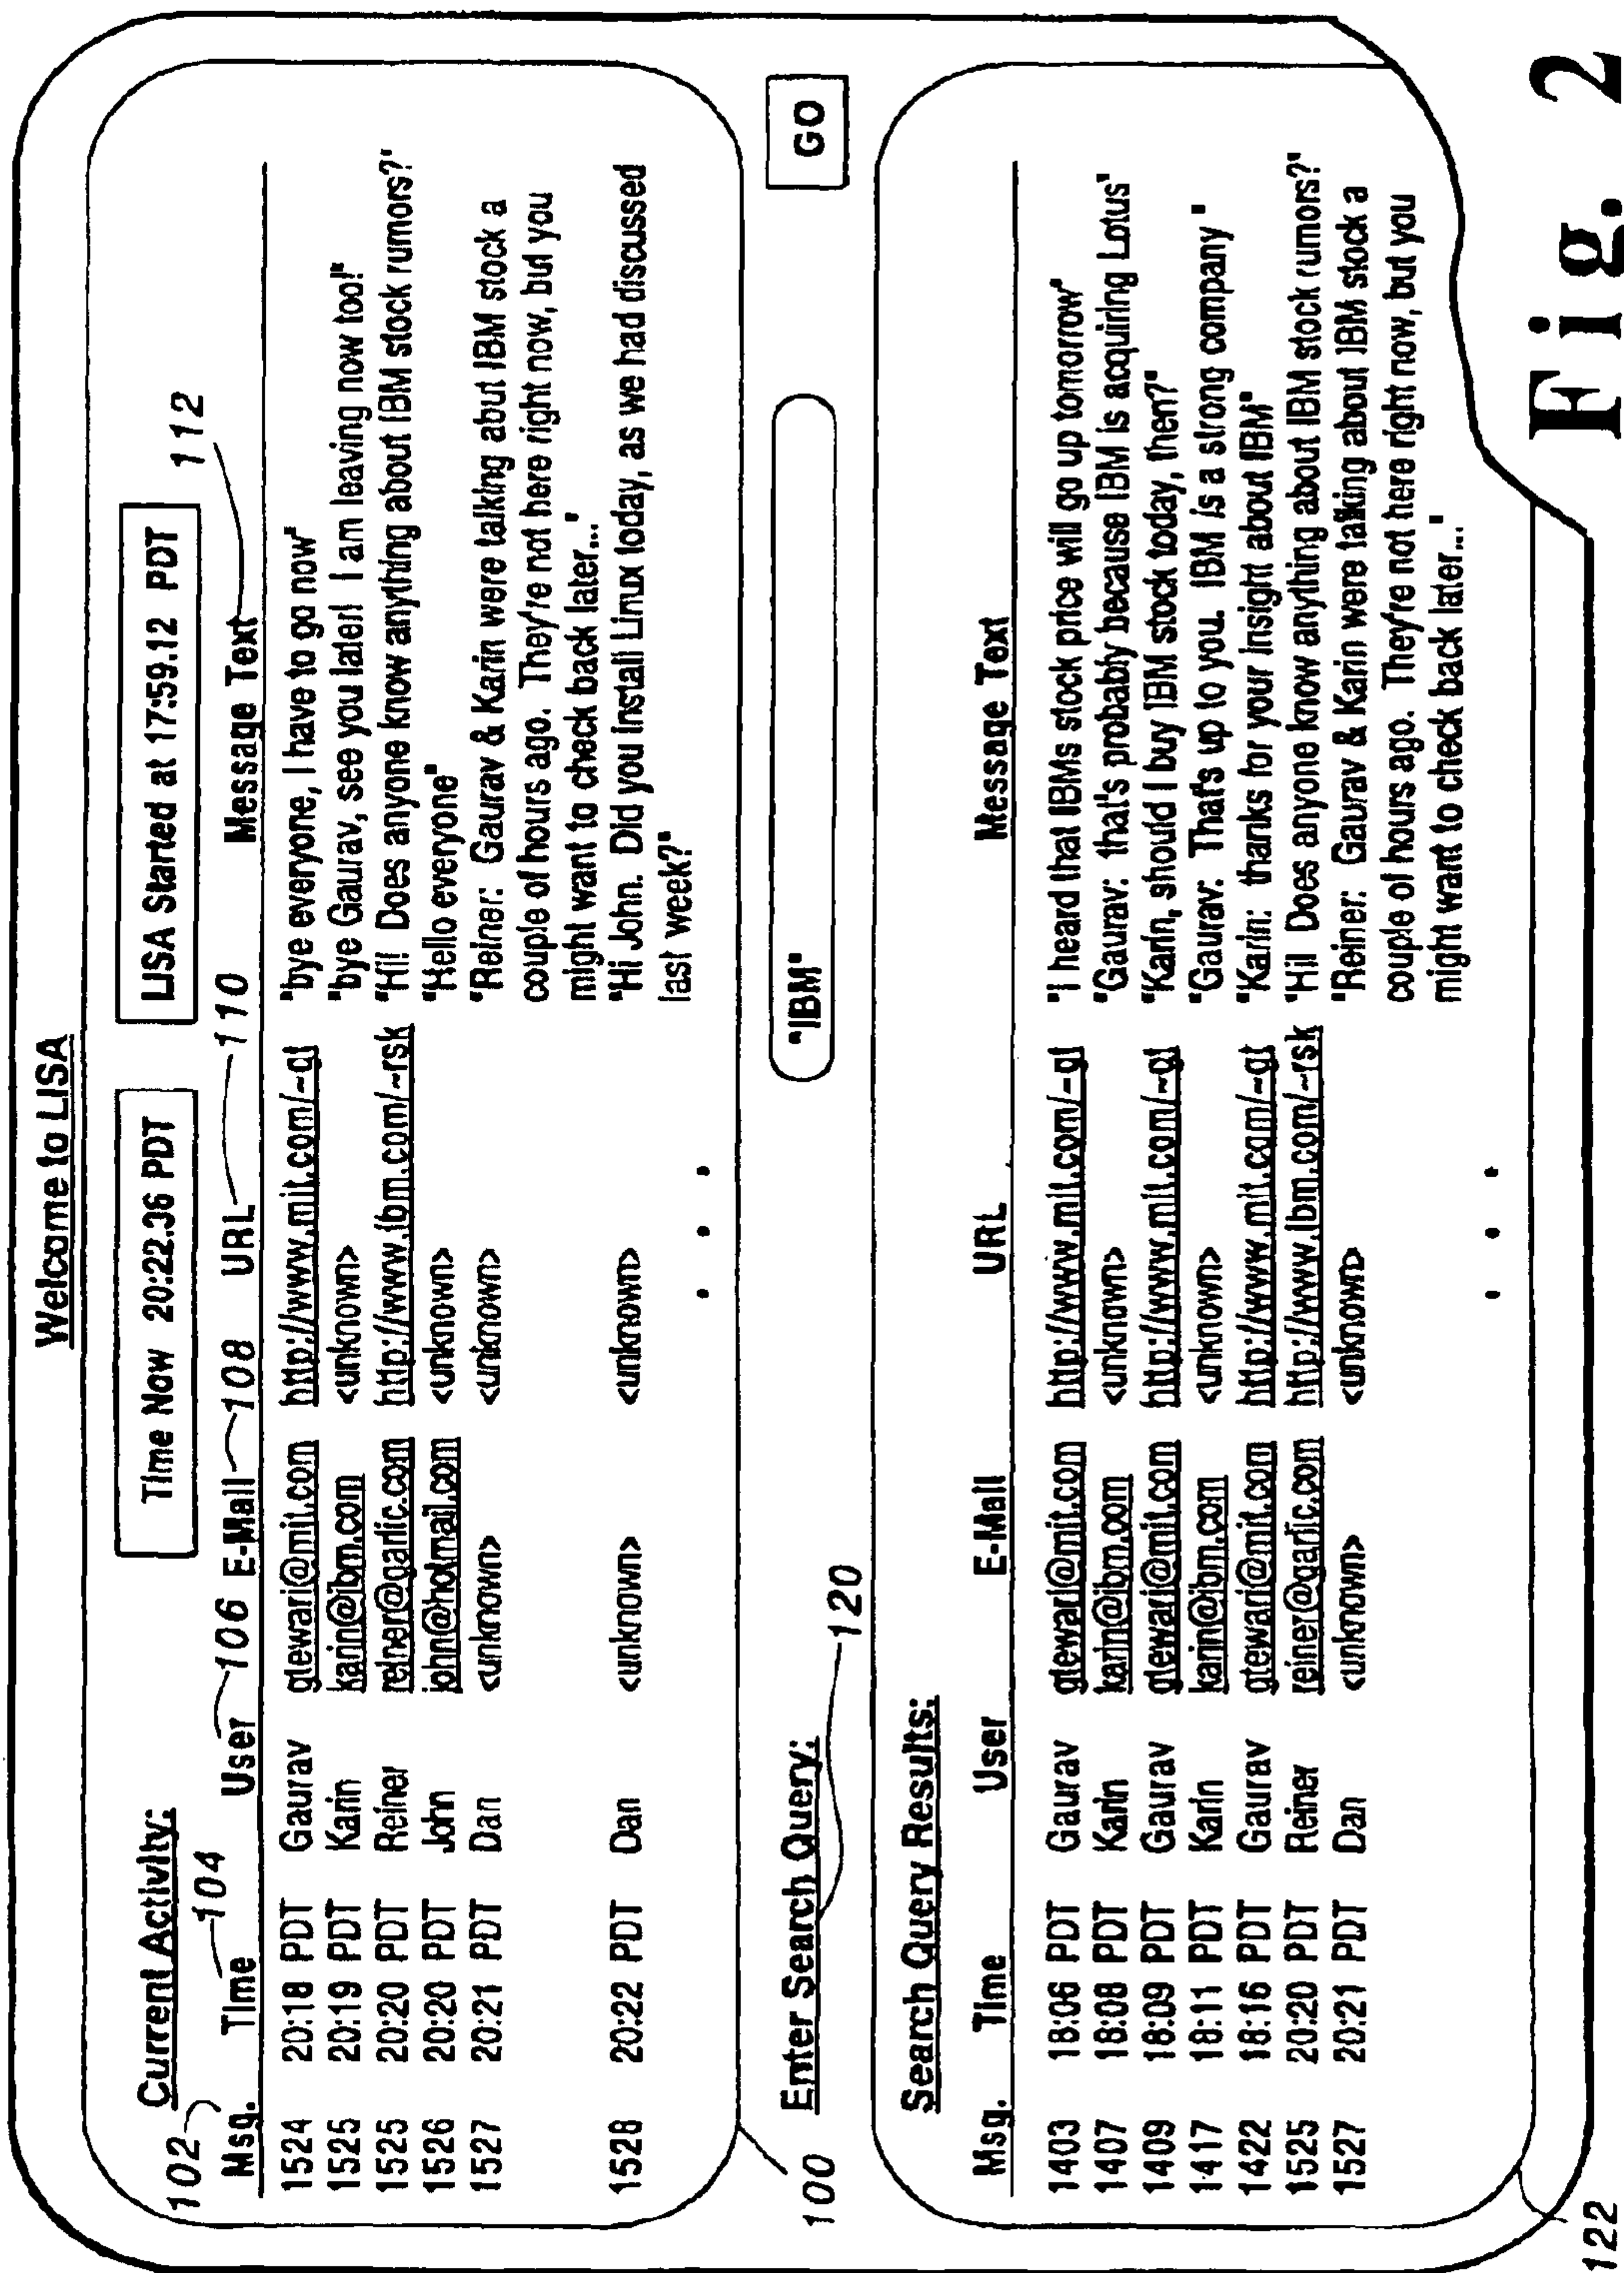 Welcome to LISA
Current Activity:
Time Now 20:22.36 PDT
LISA Started at 17:59.12 PDT
102 104 106 108 110 112
Msg. Time User E-Mail URL Message Text
1524 20:18 PDT Gaurav gtewari@mit.com http://www.mit.com/~gt "bye everyone, I have to go now"
1525 20:19 PDT Karin karin@ibm.com <unknown> "bye Gaurav, see you later! I am leaving now too!"
1525 20:20 PDT Reiner reiner@garlic.com http://www.ibm.com/~rsk "Hi! Does anyone know anything about IBM stock rumors?"
1526 20:20 PDT John john@hotmail.com <unknown> "Hello everyone"
1527 20:21 PDT Dan <unknown> <unknown> "Reiner: Gaurav & Karin were talking abut IBM stock a
couple of hours ago. They're not here right now, but you
might want to check back later..."
1528 20:22 PDT Dan <unknown> <unknown> "Hi John. Did you install Linux today, as we had discussed
last week?"
. . .
100
Enter Search Query: "IBM" GO
120
Search Query Results:
Msg. Time User E-Mail URL Message Text
1403 18:06 PDT Gaurav gtewari@mit.com http://www.mit.com/~gt "I heard that IBMs stock price will go up tomorrow"
1407 18:08 PDT Karin karin@ibm.com <unknown> "Gaurav: that's probably because IBM is acquiring Lotus"
1409 18:09 PDT Gaurav gtewari@mit.com http://www.mit.com/~gt "Karin, should I buy IBM stock today, then?"
1417 18:11 PDT Karin karin@ibm.com <unknown> "Gaurav: That's up to you. IBM is a strong company "
1422 18:16 PDT Gaurav gtewari@mit.com http://www.mit.com/~gt "Karin: thanks for your insight about IBM"
1525 20:20 PDT Reiner reiner@garlic.com http://www.ibm.com/~rsk "Hi! Does anyone know anything about IBM stock rumors?"
1527 20:21 PDT Dan <unknown> <unknown> "Reiner: Gaurav & Karin were talking about IBM stock a
couple of hours ago. They're not here right now, but you
might want to check back later..."
. . .
122
Fig. 2